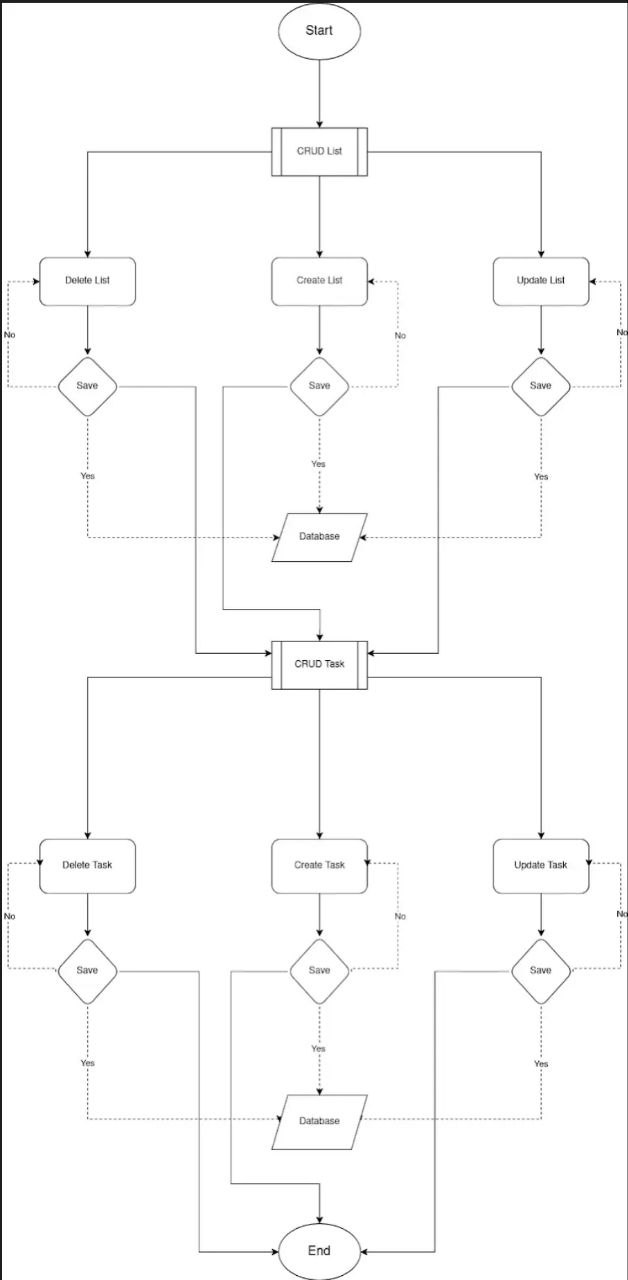 Start
CRUD List
Delete List
Create List
Update List
No
No
No
Save
Save
Save
Yes
Yes
Yes
Database
CRUD Task
Delete Task
Create Task
Update Task
No
No
No
Save
Save
Save
Yes
Yes
Yes
Database
End